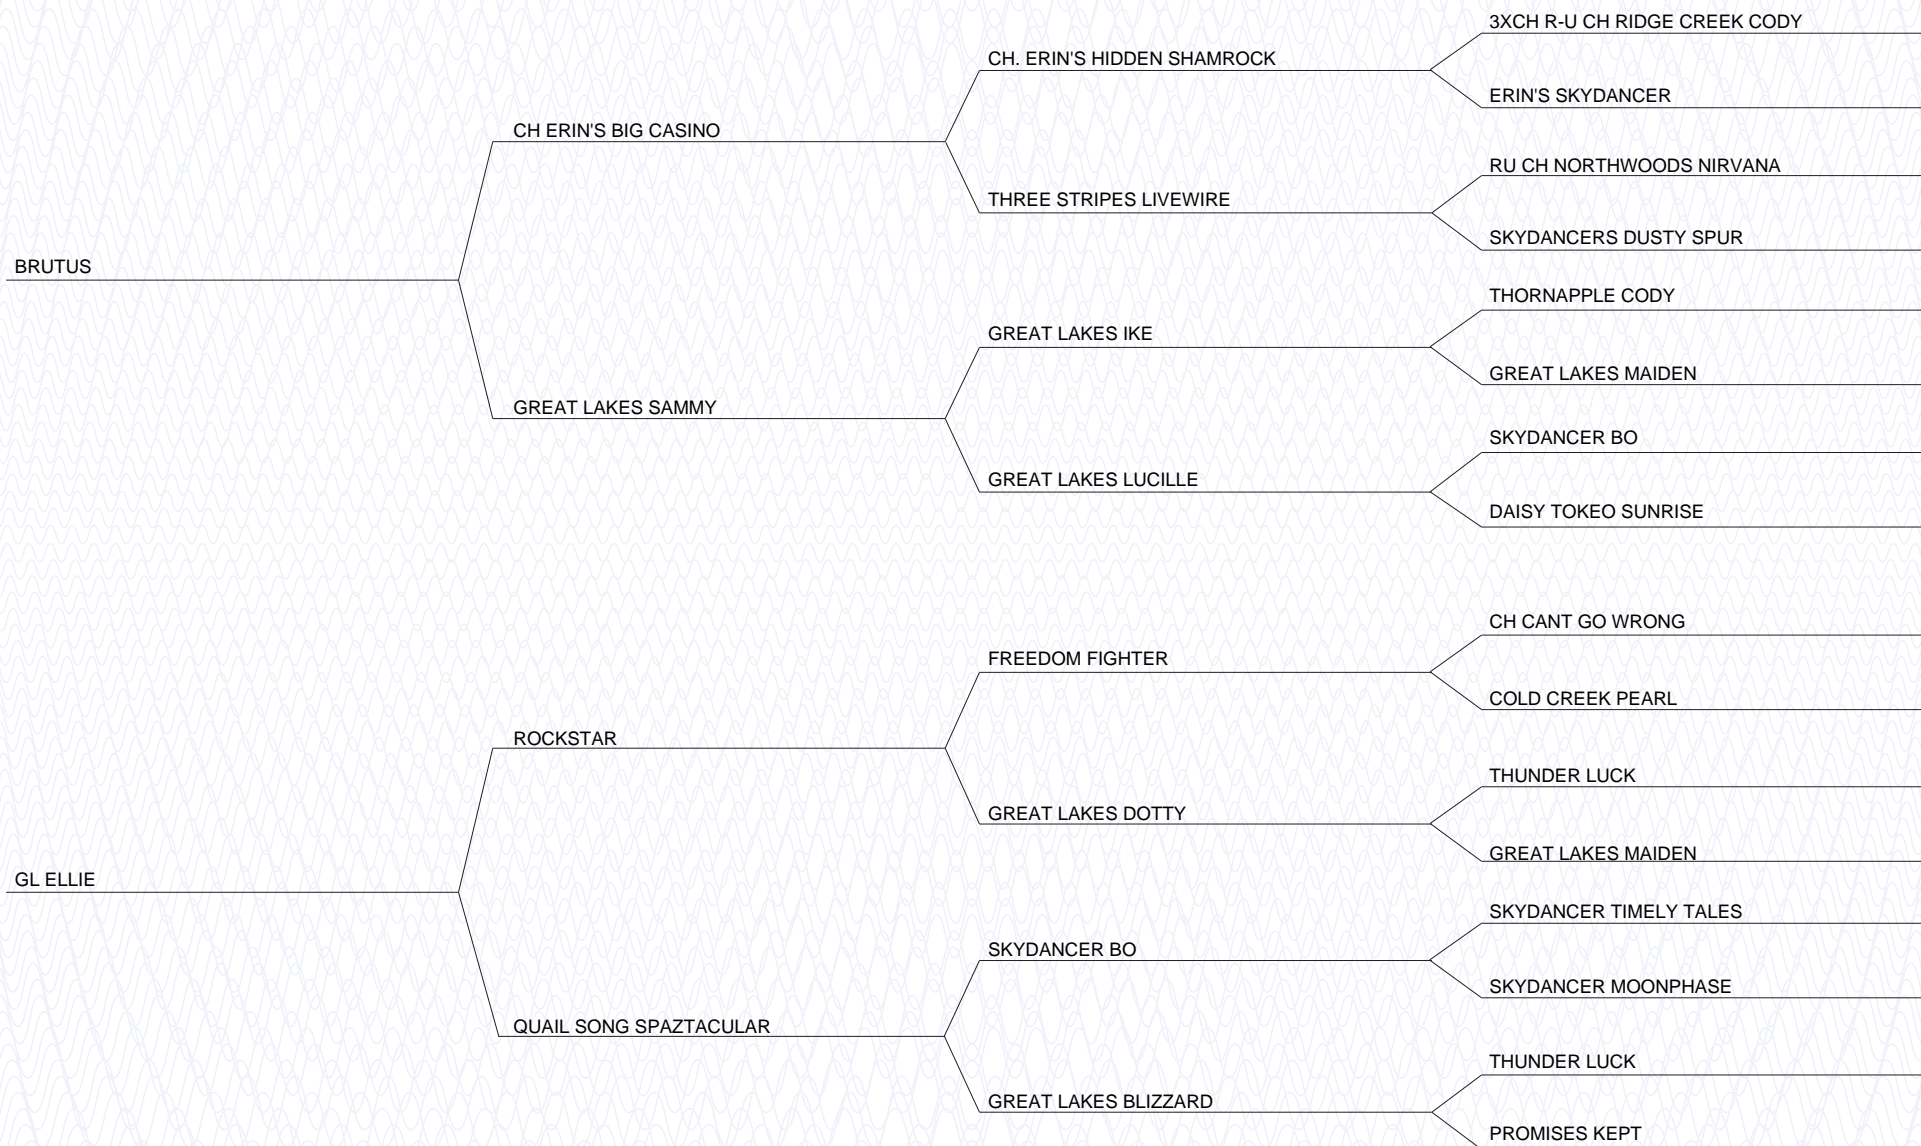 3XCH R-U CH RIDGE CREEK CODY
CH. ERIN'S HIDDEN SHAMROCK
ERIN'S SKYDANCER
CH ERIN'S BIG CASINO
RU CH NORTHWOODS NIRVANA
THREE STRIPES LIVEWIRE
SKYDANCERS DUSTY SPUR
BRUTUS
THORNAPPLE CODY
GREAT LAKES IKE
GREAT LAKES MAIDEN
GREAT LAKES SAMMY
SKYDANCER BO
GREAT LAKES LUCILLE
DAISY TOKEO SUNRISE
CH CANT GO WRONG
FREEDOM FIGHTER
COLD CREEK PEARL
ROCKSTAR
THUNDER LUCK
GREAT LAKES DOTTY
GREAT LAKES MAIDEN
GL ELLIE
SKYDANCER TIMELY TALES
SKYDANCER BO
SKYDANCER MOONPHASE
QUAIL SONG SPAZTACULAR
THUNDER LUCK
GREAT LAKES BLIZZARD
PROMISES KEPT